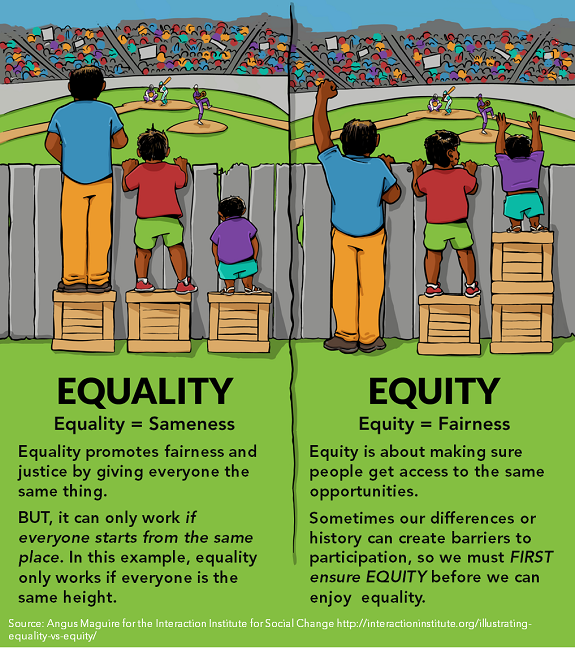 EQUALITY
Equality = Sameness
Equality promotes fairness and
justice by giving everyone the
same thing.
BUT, it can only work if
everyone starts from the same
place. In this example, equality
only works if everyone is the
same height.
EQUITY
Equity = Fairness
Equity is about making sure
people get access to the same
opportunities.
Sometimes our differences or
history can create barriers to
participation, so we must FIRST
ensure EQUITY before we can
enjoy equality.
Source: Angus Maguire for the Interaction Institute for Social Change http://interactioninstitute.org/illustrating-
equality-vs-equity/